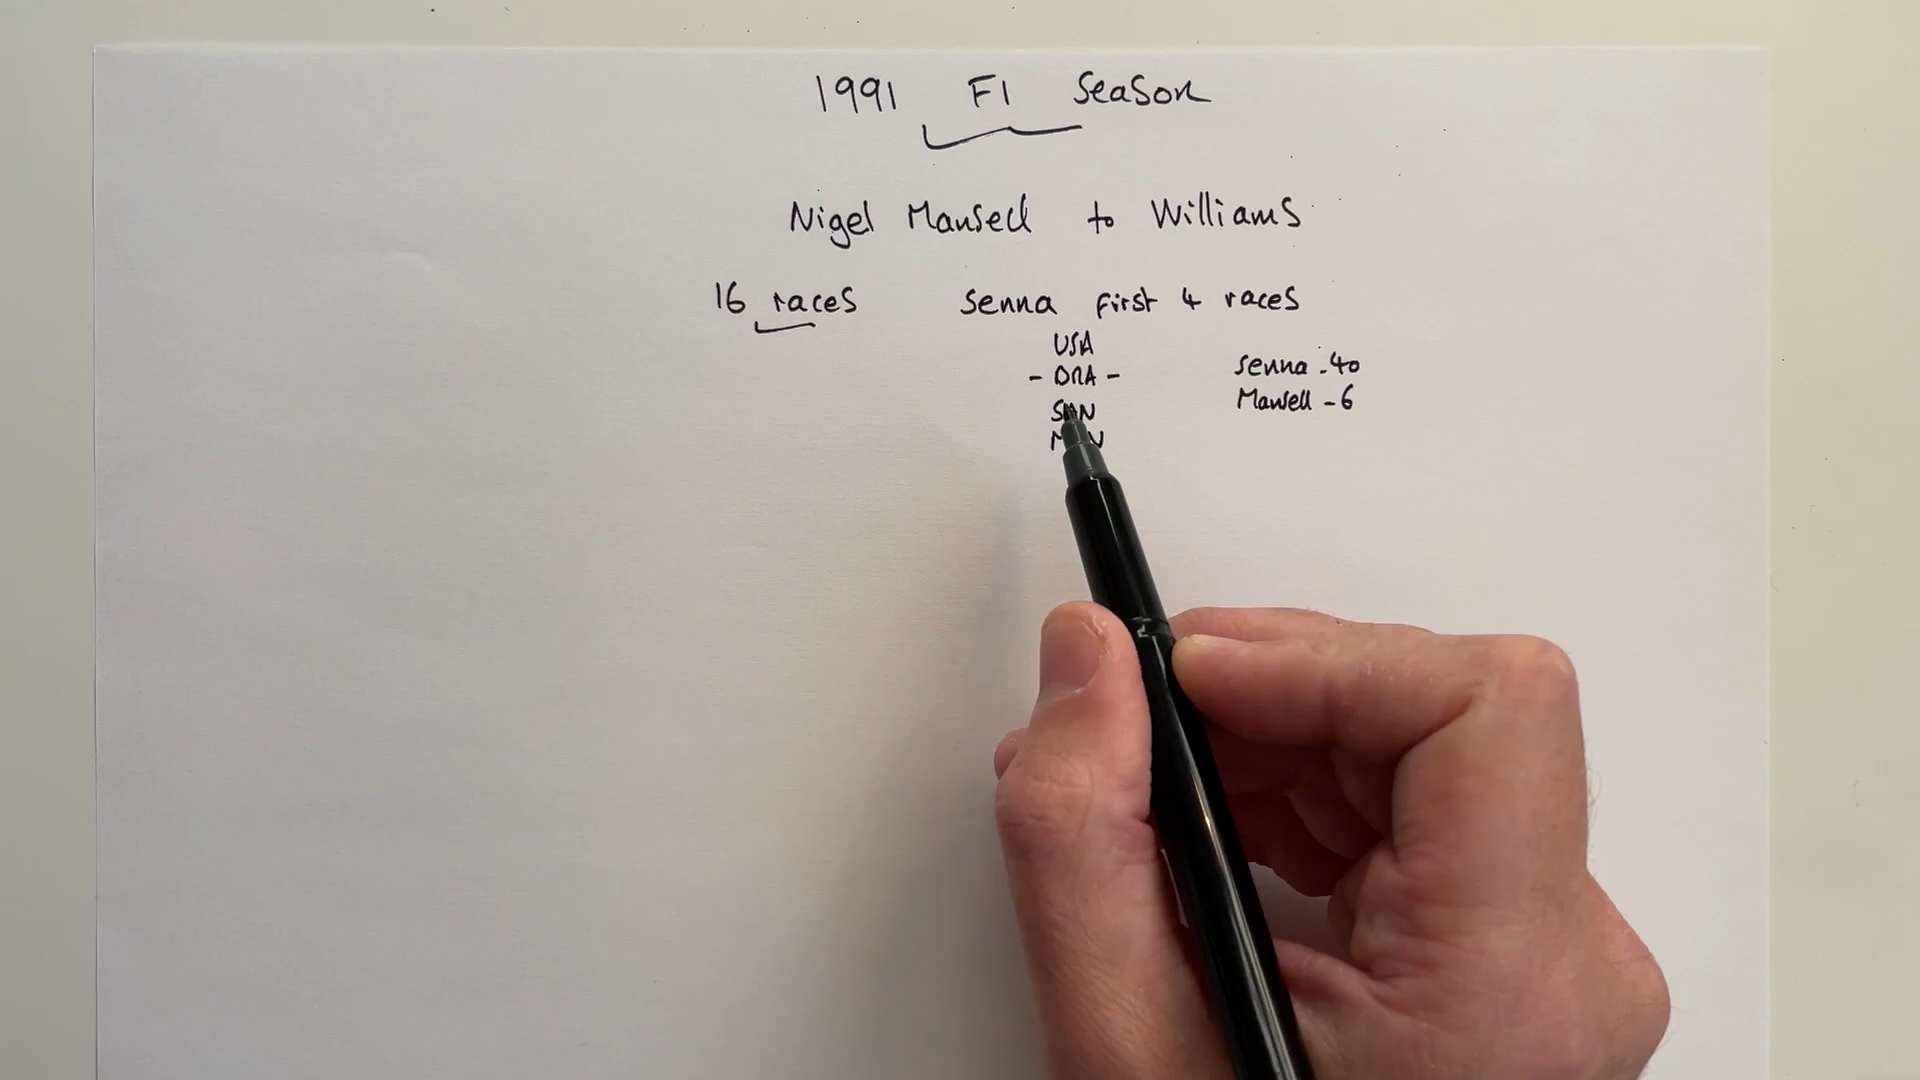 1991 F1 Season
Nigel Mansell to Williams
16 races Senna first 4 races
USA
- BRA -
Senna - 40
Mansell - 6